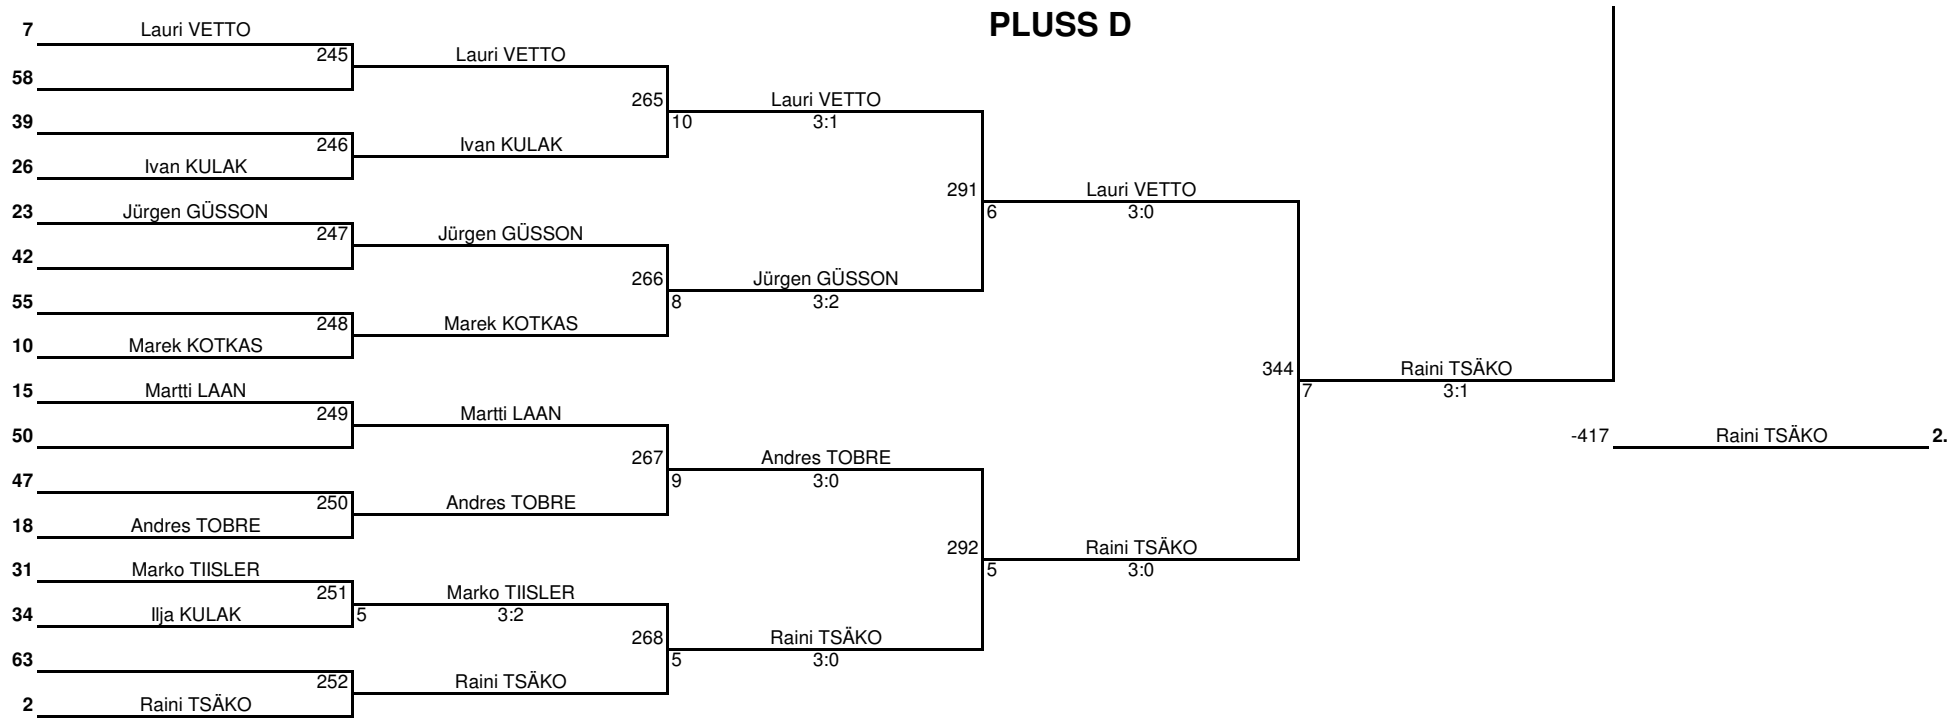 PLUSS D
7 Lauri VETTO
245 Lauri VETTO
58
265 Lauri VETTO
39
10 3:1
246 Ivan KULAK
26 Ivan KULAK
291 Lauri VETTO
23 Jürgen GÜSSON
6 3:0
247 Jürgen GÜSSON
42
266 Jürgen GÜSSON
55
8 3:2
248 Marek KOTKAS
10 Marek KOTKAS
344 Raini TSÄKO
15 Martti LAAN
7 3:1
249 Martti LAAN
50
-417 Raini TSÄKO 2.
267 Andres TOBRE
47
9 3:0
250 Andres TOBRE
18 Andres TOBRE
292 Raini TSÄKO
31 Marko TIISLER
5 3:0
251 Marko TIISLER
34 Ilja KULAK
5 3:2
268 Raini TSÄKO
63
5 3:0
252 Raini TSÄKO
2 Raini TSÄKO